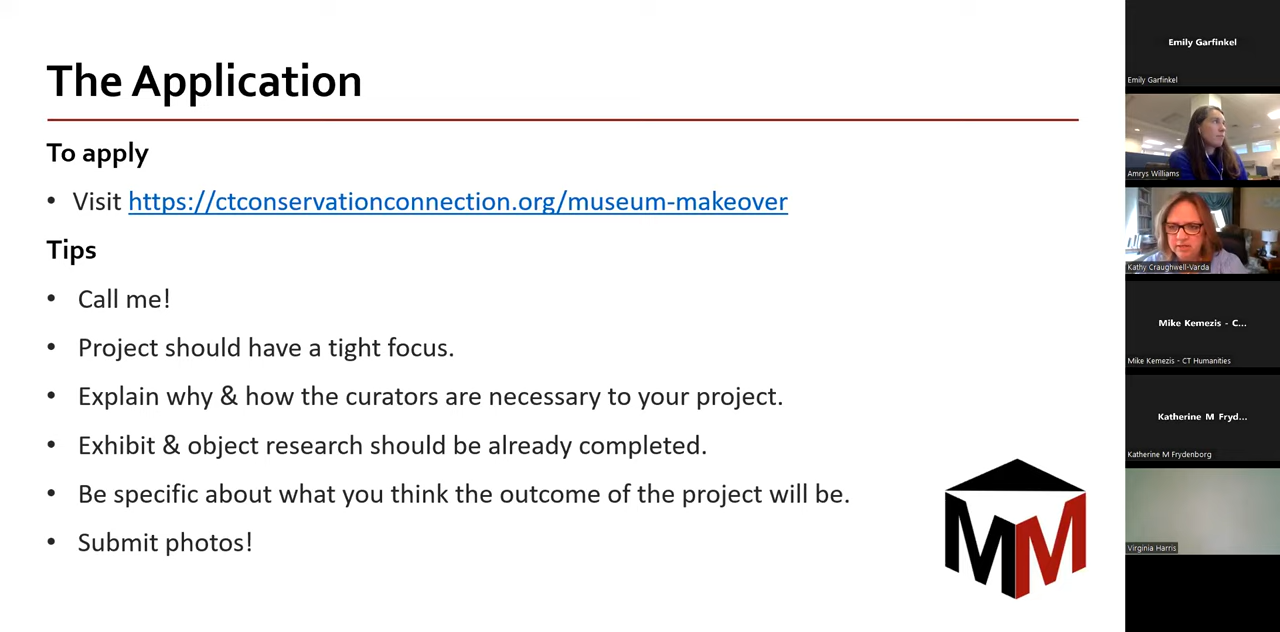 The Application
To apply
• Visit https://ctconservationconnection.org/museum-makeover
Tips
• Call me!
• Project should have a tight focus.
• Explain why & how the curators are necessary to your project.
• Exhibit & object research should be already completed.
• Be specific about what you think the outcome of the project will be.
• Submit photos!
MM
Emily Garfinkel
Emily Garfinkel
Amrys Williams
Kathy Craughwell-Varda
Mike Kemezis - C...
Mike Kemezis - CT Humanities
Katherine M Fryd...
Katherine M Frydenborg
Virginia Harris